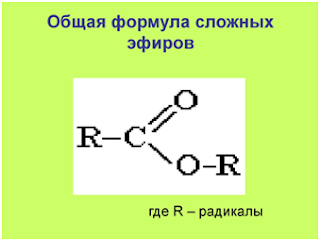 Общая формула сложных
эфиров
O
R–C
O–R
где R – радикалы